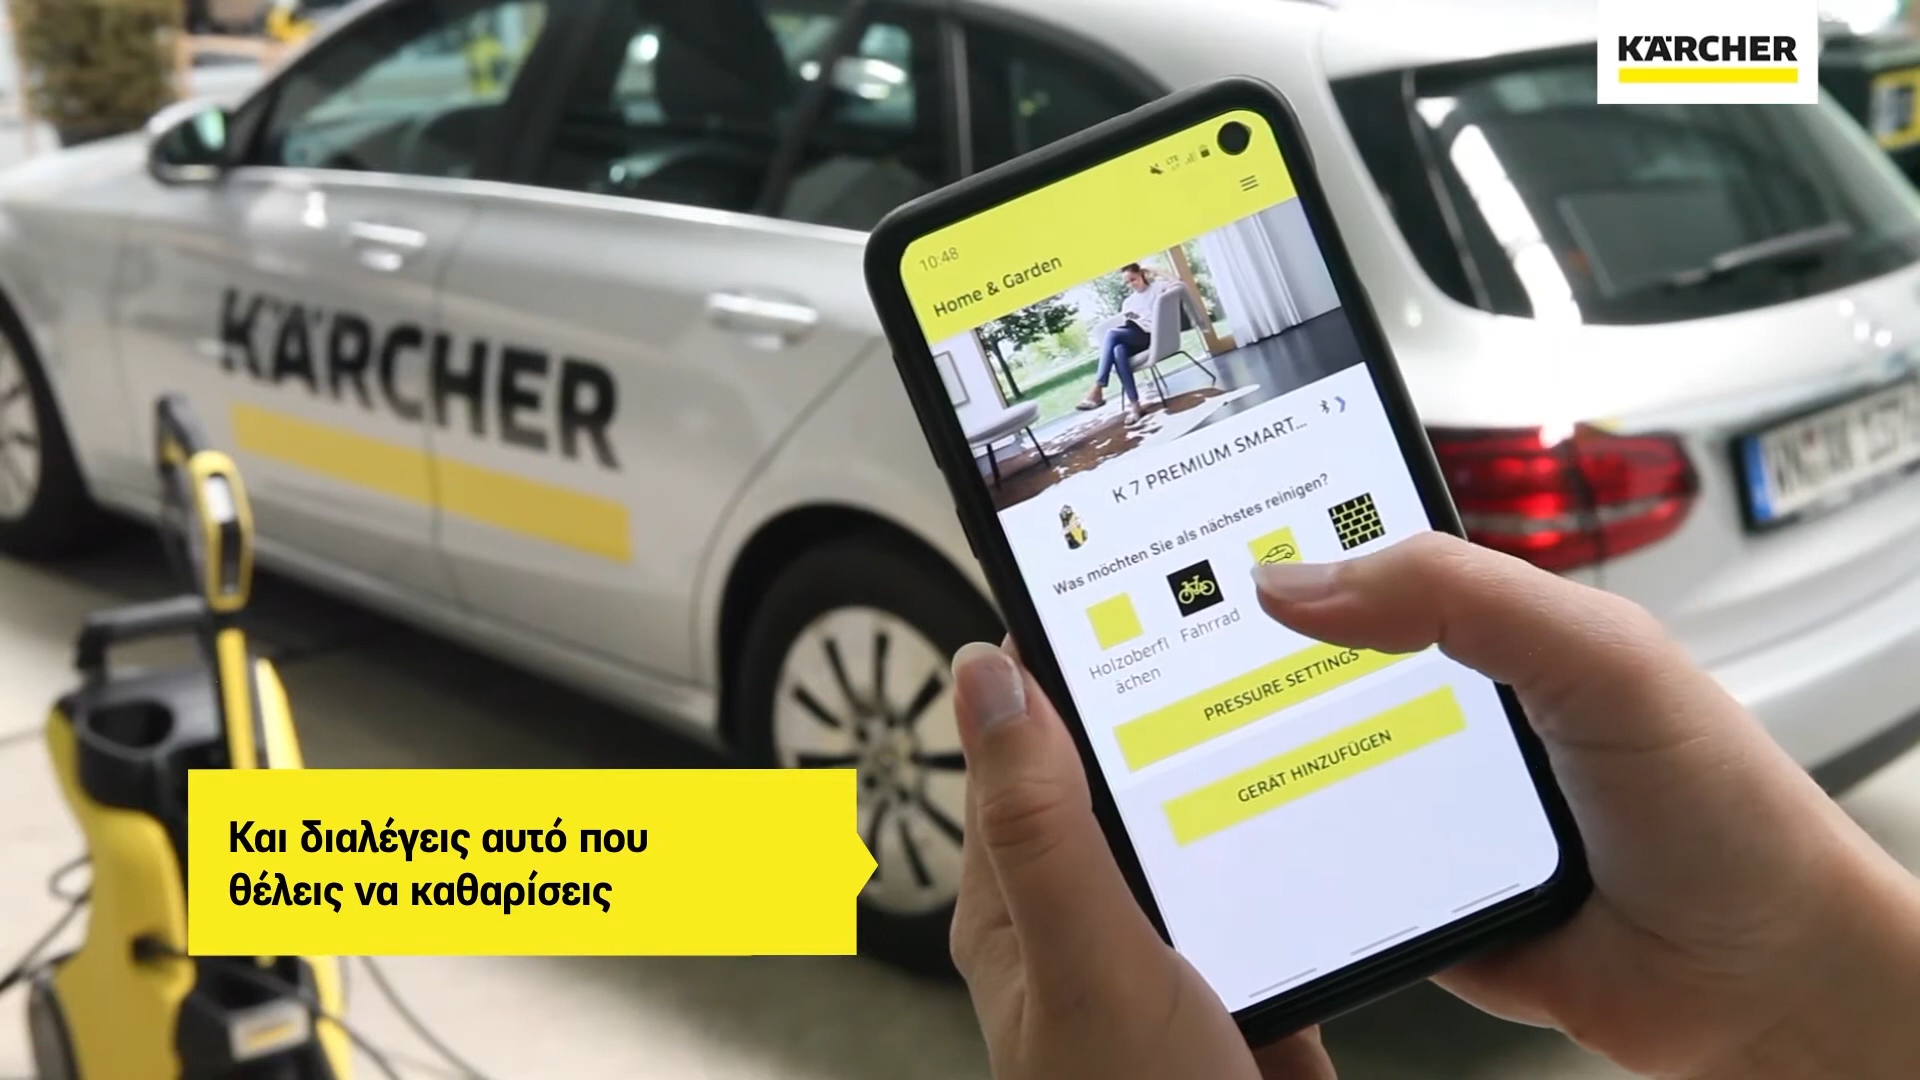 KÄRCHER
10:48
LTE
Home & Garden
K 7 PREMIUM SMART...
Was möchten Sie als nächstes reinigen?
Holzoberfl
ächen
Fahrrad
PRESSURE SETTINGS
GERÄT HINZUFÜGEN
KÄRCHER
Και διαλέγεις αυτό που
θέλεις να καθαρίσεις